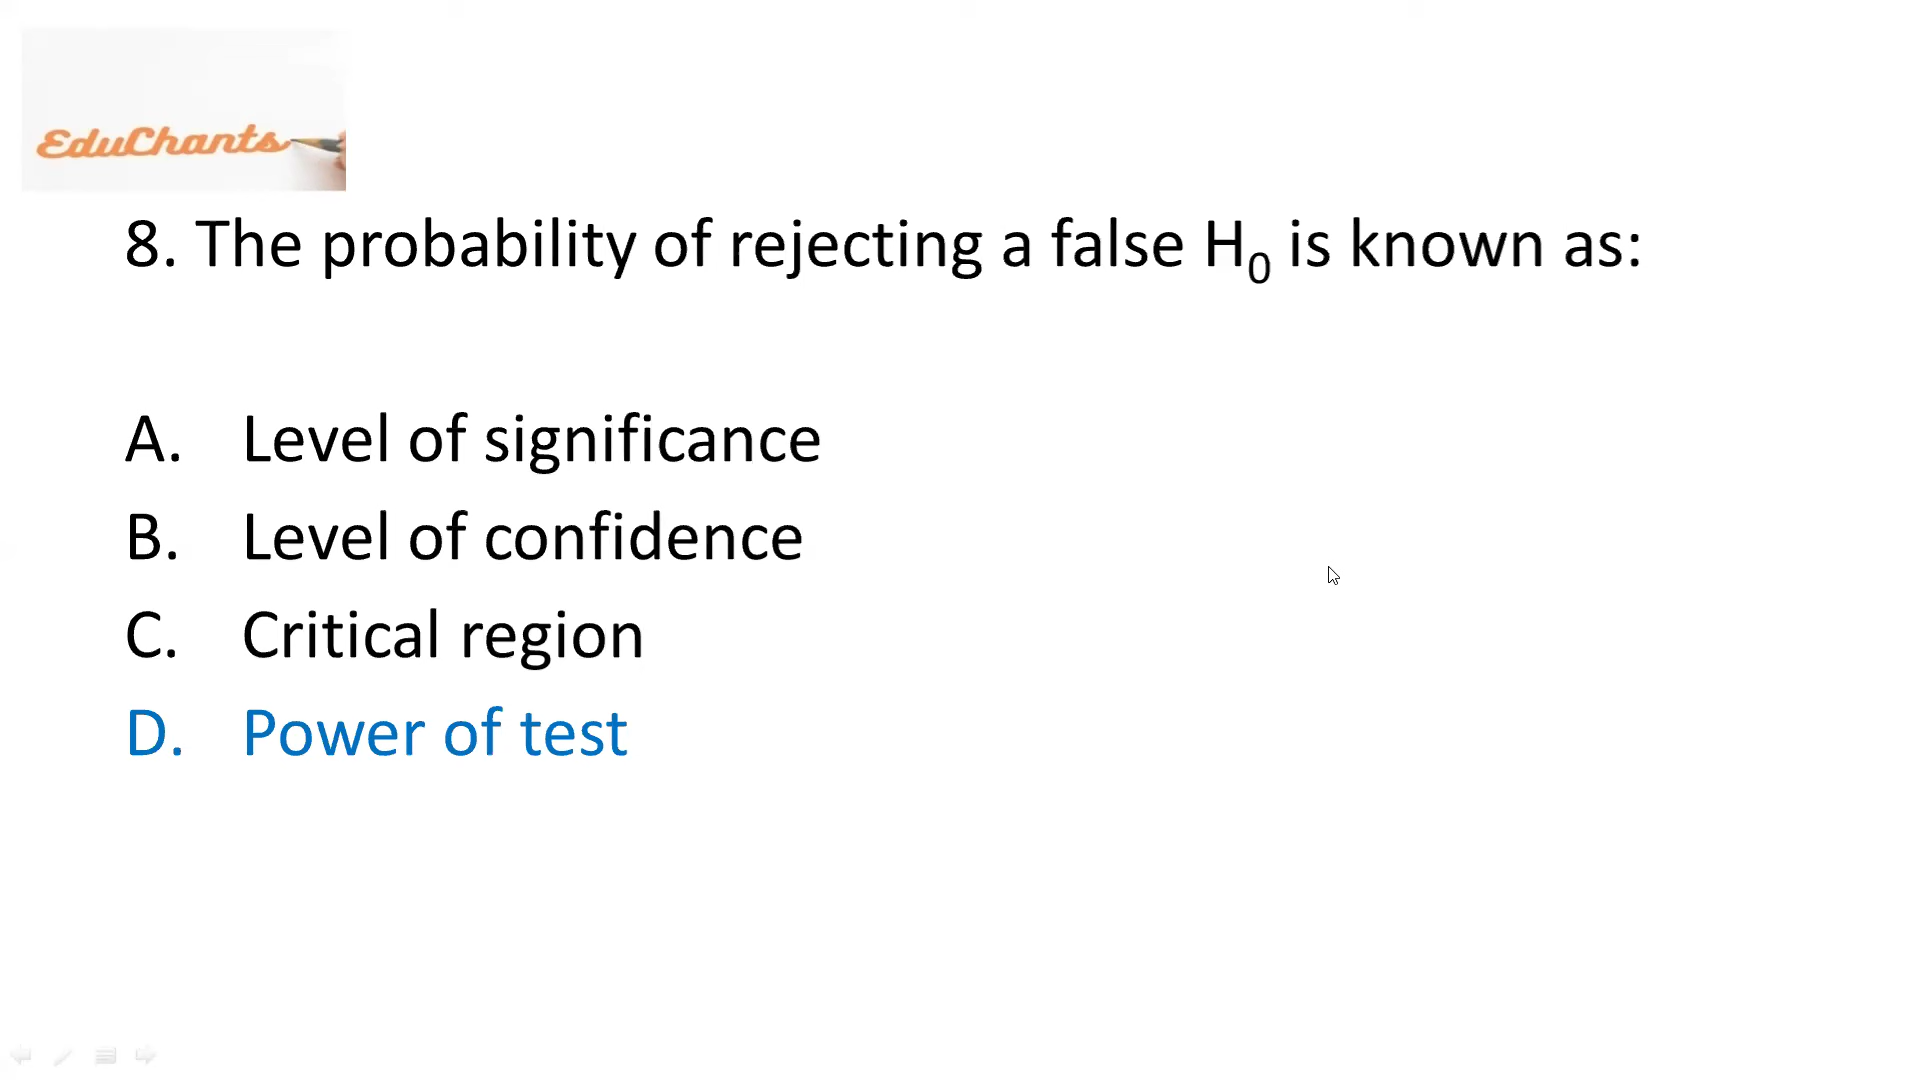 EduChants
8. The probability of rejecting a false H₀ is known as:
A. Level of significance
B. Level of confidence
C. Critical region
D. Power of test